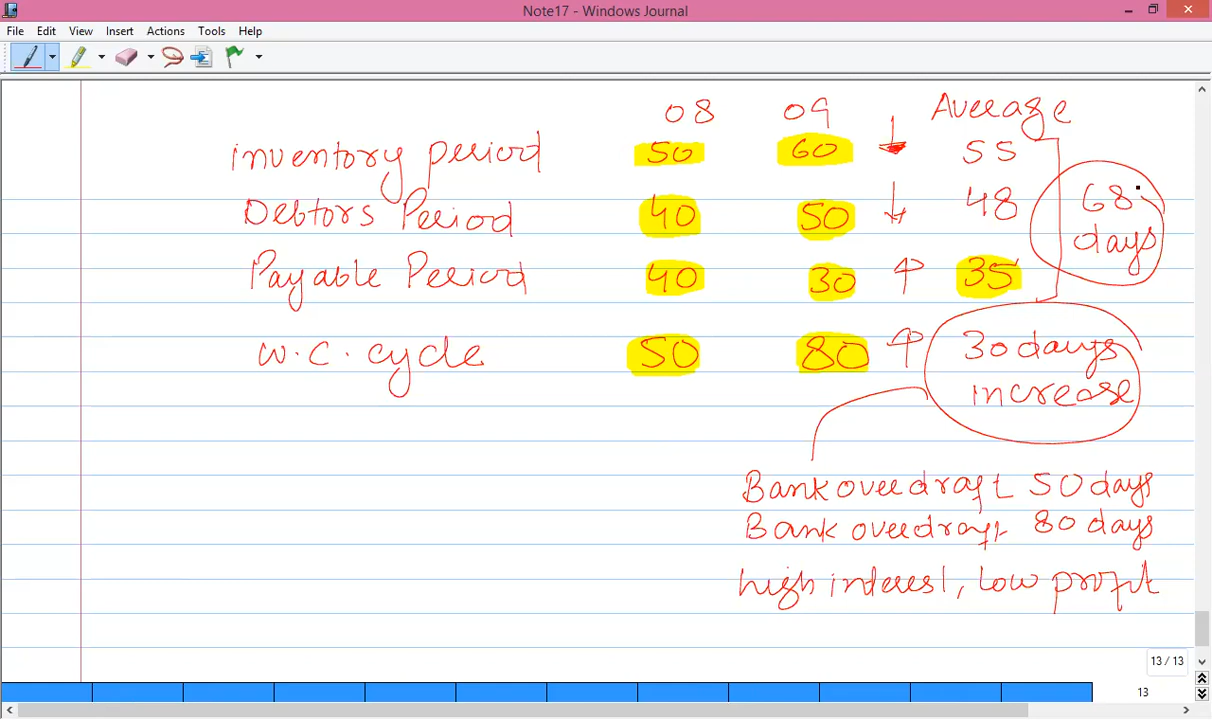 Note17 - Windows Journal
File Edit View Insert Actions Tools Help
08 09 Average
inventory period 50 60 ↓ 55
Debtors Period 40 50 ↓ 48
68 days
Payable Period 40 30 ↑ 35
W.C. cycle 50 80 ↑ 30 days
increase
Bank overdraft 50 days
Bank overdraft 80 days
high interest, low profit
13 / 13
13